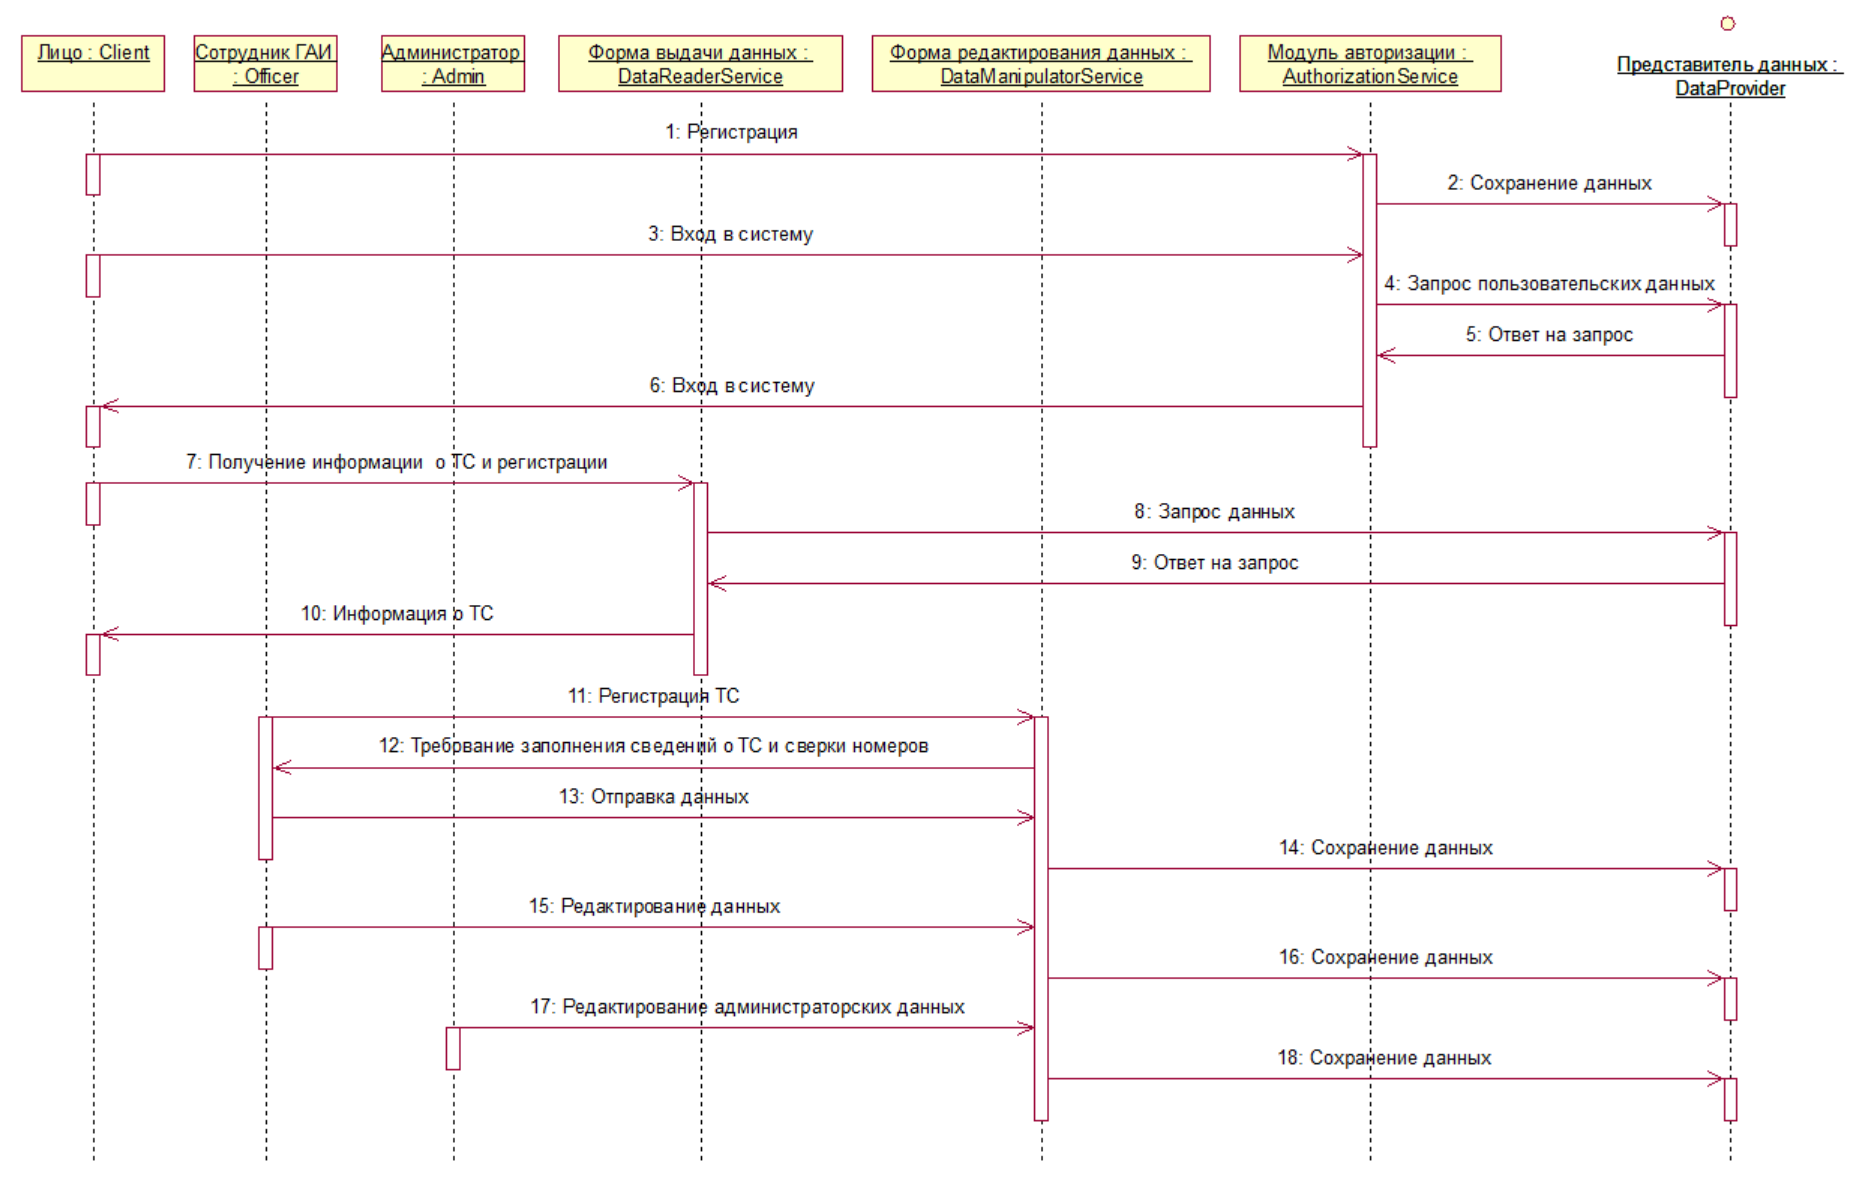 Лицо : Client
Сотрудник ГАИ
: Officer
Администратор
: Admin
Форма выдачи данных :
DataReaderService
Форма редактирования данных :
DataManipulatorService
Модуль авторизации :
AuthorizationService
Представитель данных :
DataProvider
1: Регистрация
2: Сохранение данных
3: Вход в систему
4: Запрос пользовательских данных
5: Ответ на запрос
6: Вход в систему
7: Получение информации о ТС и регистрации
8: Запрос данных
9: Ответ на запрос
10: Информация о ТС
11: Регистрация ТС
12: Требование заполнения сведений о ТС и сверки номеров
13: Отправка данных
14: Сохранение данных
15: Редактирование данных
16: Сохранение данных
17: Редактирование администраторских данных
18: Сохранение данных